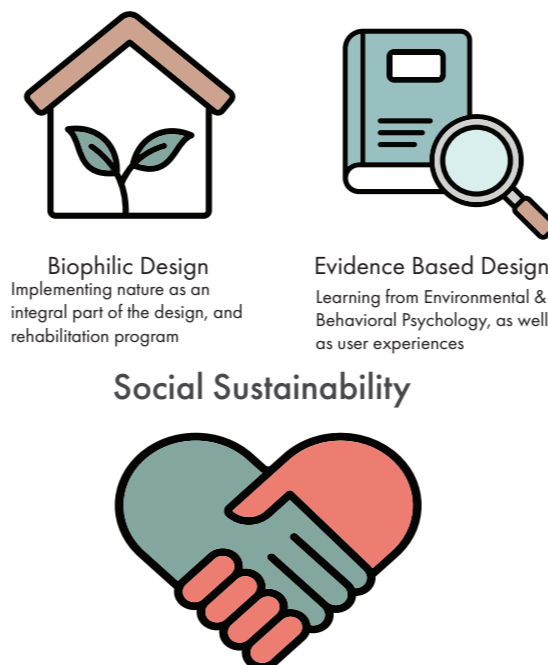 Biophilic Design
Implementing nature as an
integral part of the design, and
rehabilitation program
Evidence Based Design
Learning from Environmental &
Behavioral Psychology, as well
as user experiences
Social Sustainability